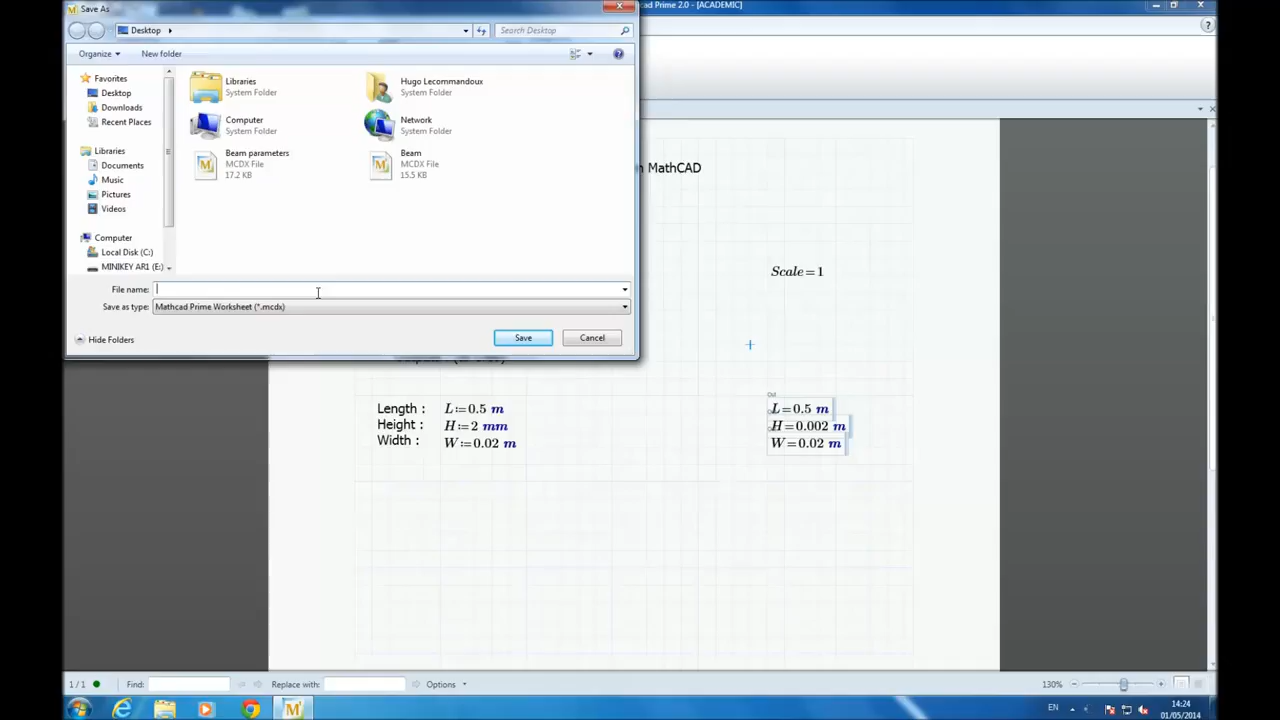 Save As
cad Prime 2.0 - [ACADEMIC]
Desktop
Search Desktop
Organize
New folder
Favorites
Desktop
Downloads
Recent Places
Libraries
Documents
Music
Pictures
Videos
Computer
Local Disk (C:)
MINIKEY AR1 (E:)
Libraries
System Folder
Hugo Lecommandoux
System Folder
Computer
System Folder
Network
System Folder
Beam parameters
MCDX File
17.2 KB
Beam
MCDX File
15.5 KB
File name:
Save as type:
Mathcad Prime Worksheet (*.mcdx)
Hide Folders
Save
Cancel
n MathCAD
Scale=1
Length :
L:=0.5 m
Height :
H:=2 mm
Width :
W:=0.02 m
L=0.5 m
H=0.002 m
W=0.02 m
1 / 1
Find:
Replace with:
Options
130%
EN
14:24
01/05/2014